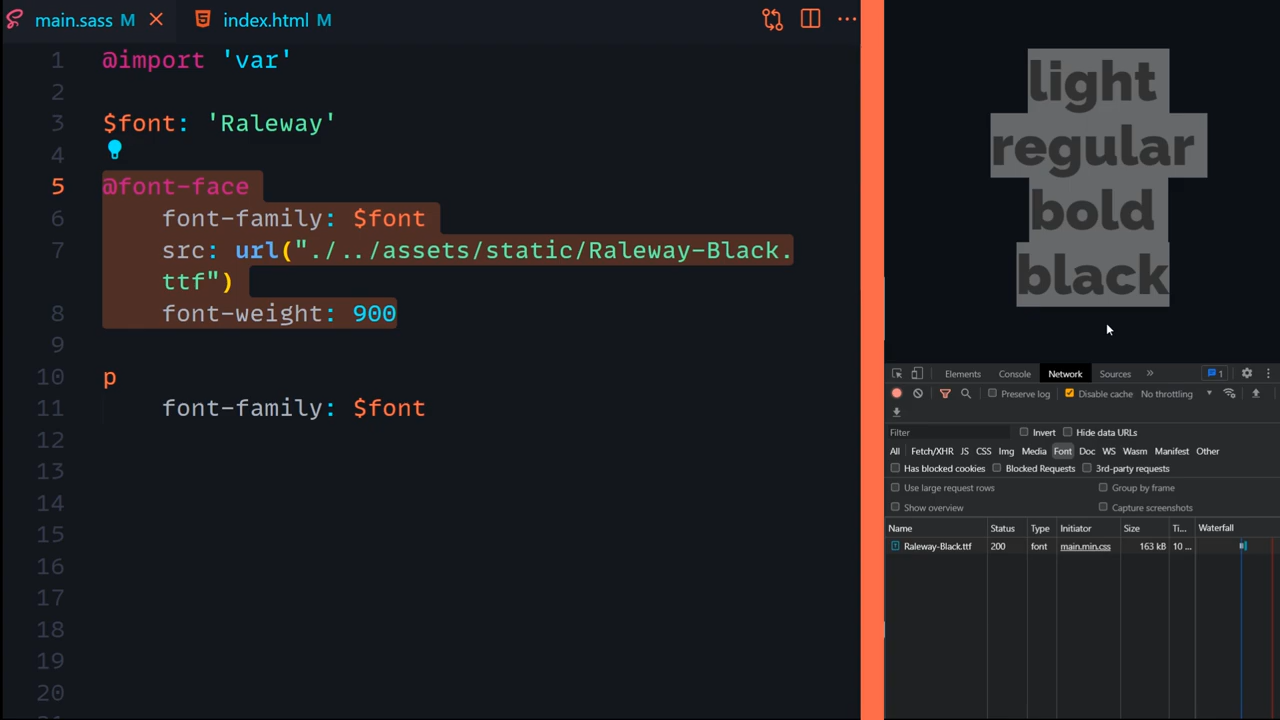 main.sass M
index.html M
1 @import 'var'
2
3 $font: 'Raleway'
4
5 @font-face
6 font-family: $font
7 src: url("./../assets/static/Raleway-Black.
ttf")
8 font-weight: 900
9
10 p
11 font-family: $font
12
13
14
15
16
17
18
19
20
light
regular
bold
black
Elements Console Network Sources » 1
Preserve log Disable cache No throttling
Filter Invert Hide data URLs
All Fetch/XHR JS CSS Img Media Font Doc WS Wasm Manifest Other
Has blocked cookies Blocked Requests 3rd-party requests
Use large request rows Group by frame
Show overview Capture screenshots
Name Status Type Initiator Size Ti... Waterfall
Raleway-Black.ttf 200 font main.min.css 163 kB 10 ...